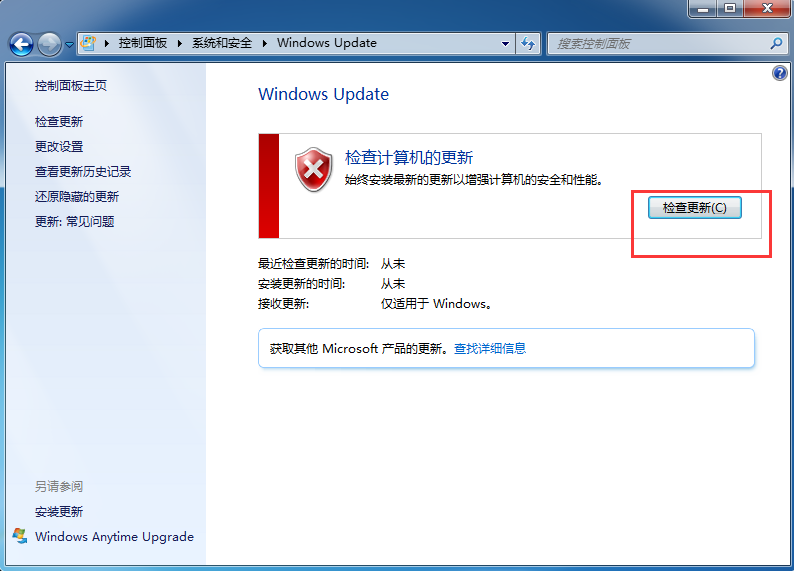 控制面板 系统和安全 Windows Update 搜索控制面板
控制面板主页
检查更新
更改设置
查看更新历史记录
还原隐藏的更新
更新: 常见问题
Windows Update
检查计算机的更新
始终安装最新的更新以增强计算机的安全和性能。
检查更新(C)
最近检查更新的时间: 从未
安装更新的时间: 从未
接收更新: 仅适用于 Windows。
获取其他 Microsoft 产品的更新。查找详细信息
另请参阅
安装更新
Windows Anytime Upgrade